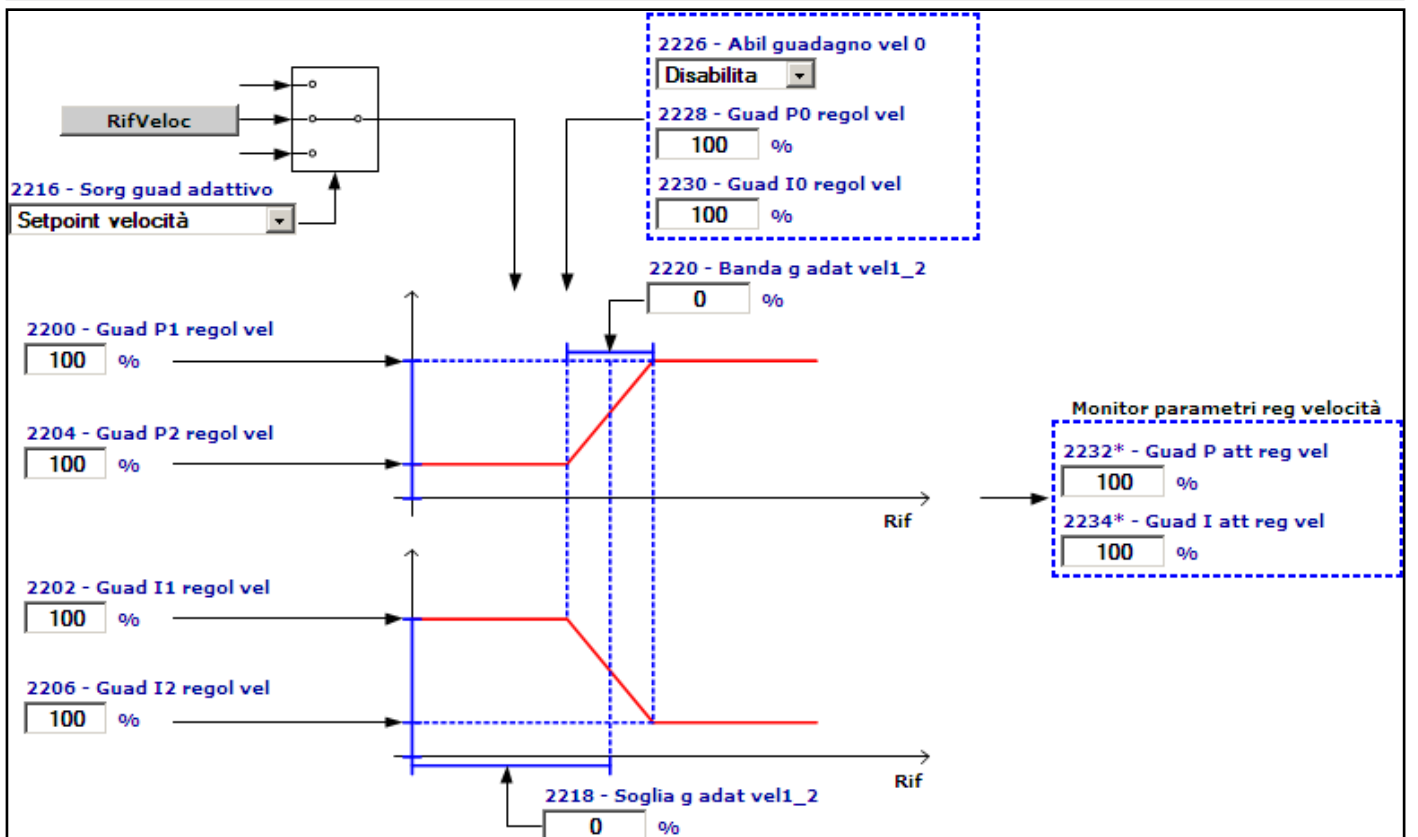 2226 - Abil guadagno vel 0
Disabilita
RifVeloc
2228 - Guad P0 regol vel
100 %
2216 - Sorg guad adattivo
Setpoint velocità
2230 - Guad I0 regol vel
100 %
2220 - Banda g adat vel1_2
0 %
2200 - Guad P1 regol vel
100 %
2204 - Guad P2 regol vel
100 %
Rif
Monitor parametri reg velocità
2232* - Guad P att reg vel
100 %
2234* - Guad I att reg vel
100 %
2202 - Guad I1 regol vel
100 %
2206 - Guad I2 regol vel
100 %
Rif
2218 - Soglia g adat vel1_2
0 %